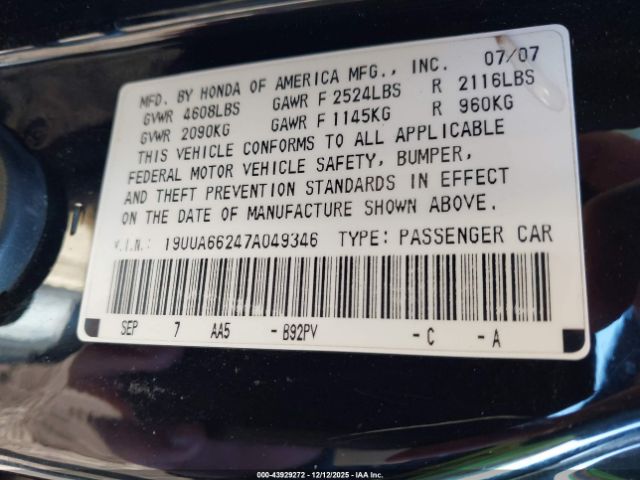 MFD. BY HONDA OF AMERICA MFG., INC. 07/07
GVWR 4608LBS GAWR F 2524LBS R 2116LBS
GVWR 2090KG GAWR F 1145KG R 960KG
THIS VEHICLE CONFORMS TO ALL APPLICABLE
FEDERAL MOTOR VEHICLE SAFETY, BUMPER,
AND THEFT PREVENTION STANDARDS IN EFFECT
ON THE DATE OF MANUFACTURE SHOWN ABOVE.
V.I.N.: 19UUA66247A049346 TYPE: PASSENGER CAR
SEP 7 AA5 - B92PV - C - A
000-43929272 - 12/12/2025 - IAA Inc.